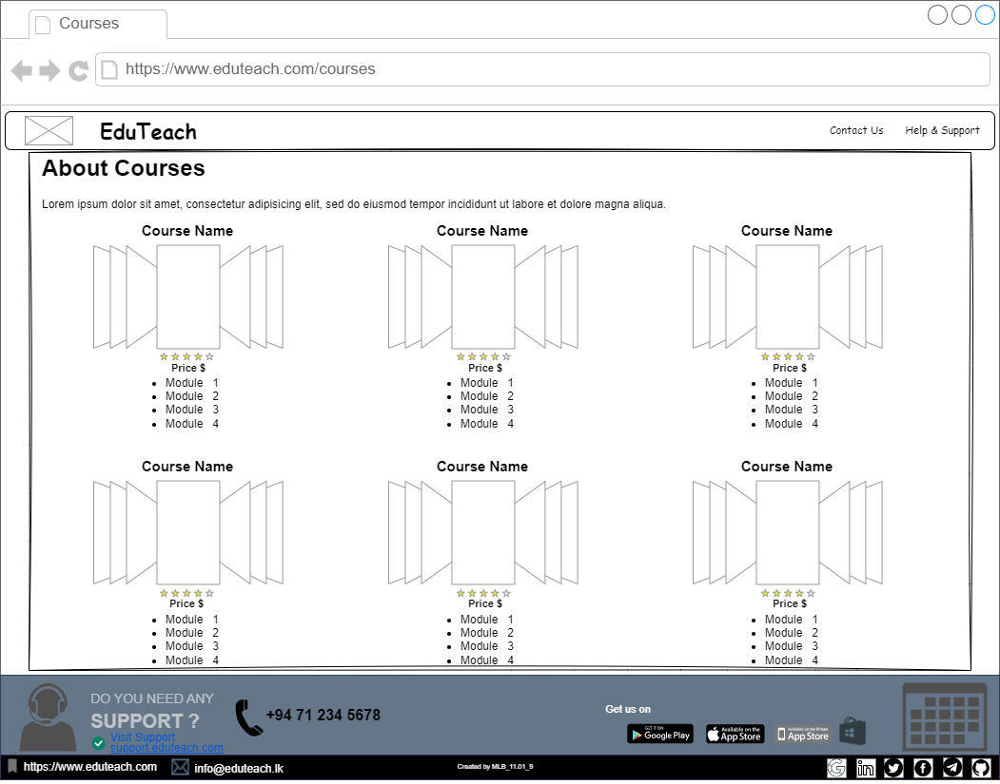 Courses
https://www.eduteach.com/courses
EduTeach
Contact Us Help & Support
About Courses
Lorem ipsum dolor sit amet, consectetur adipisicing elit, sed do eiusmod tempor incididunt ut labore et dolore magna aliqua.
Course Name
Price $
Module 1
Module 2
Module 3
Module 4
Course Name
Price $
Module 1
Module 2
Module 3
Module 4
Course Name
Price $
Module 1
Module 2
Module 3
Module 4
Course Name
Price $
Module 1
Module 2
Module 3
Module 4
Course Name
Price $
Module 1
Module 2
Module 3
Module 4
Course Name
Price $
Module 1
Module 2
Module 3
Module 4
DO YOU NEED ANY
SUPPORT ?
Visit Support
support.eduteach.com
+94 71 234 5678
Get us on
GET IT ON
Google Play
Available on the
App Store
Available on the iPhone
App Store
https://www.eduteach.com
info@eduteach.lk
Created by MLB_11.01_9